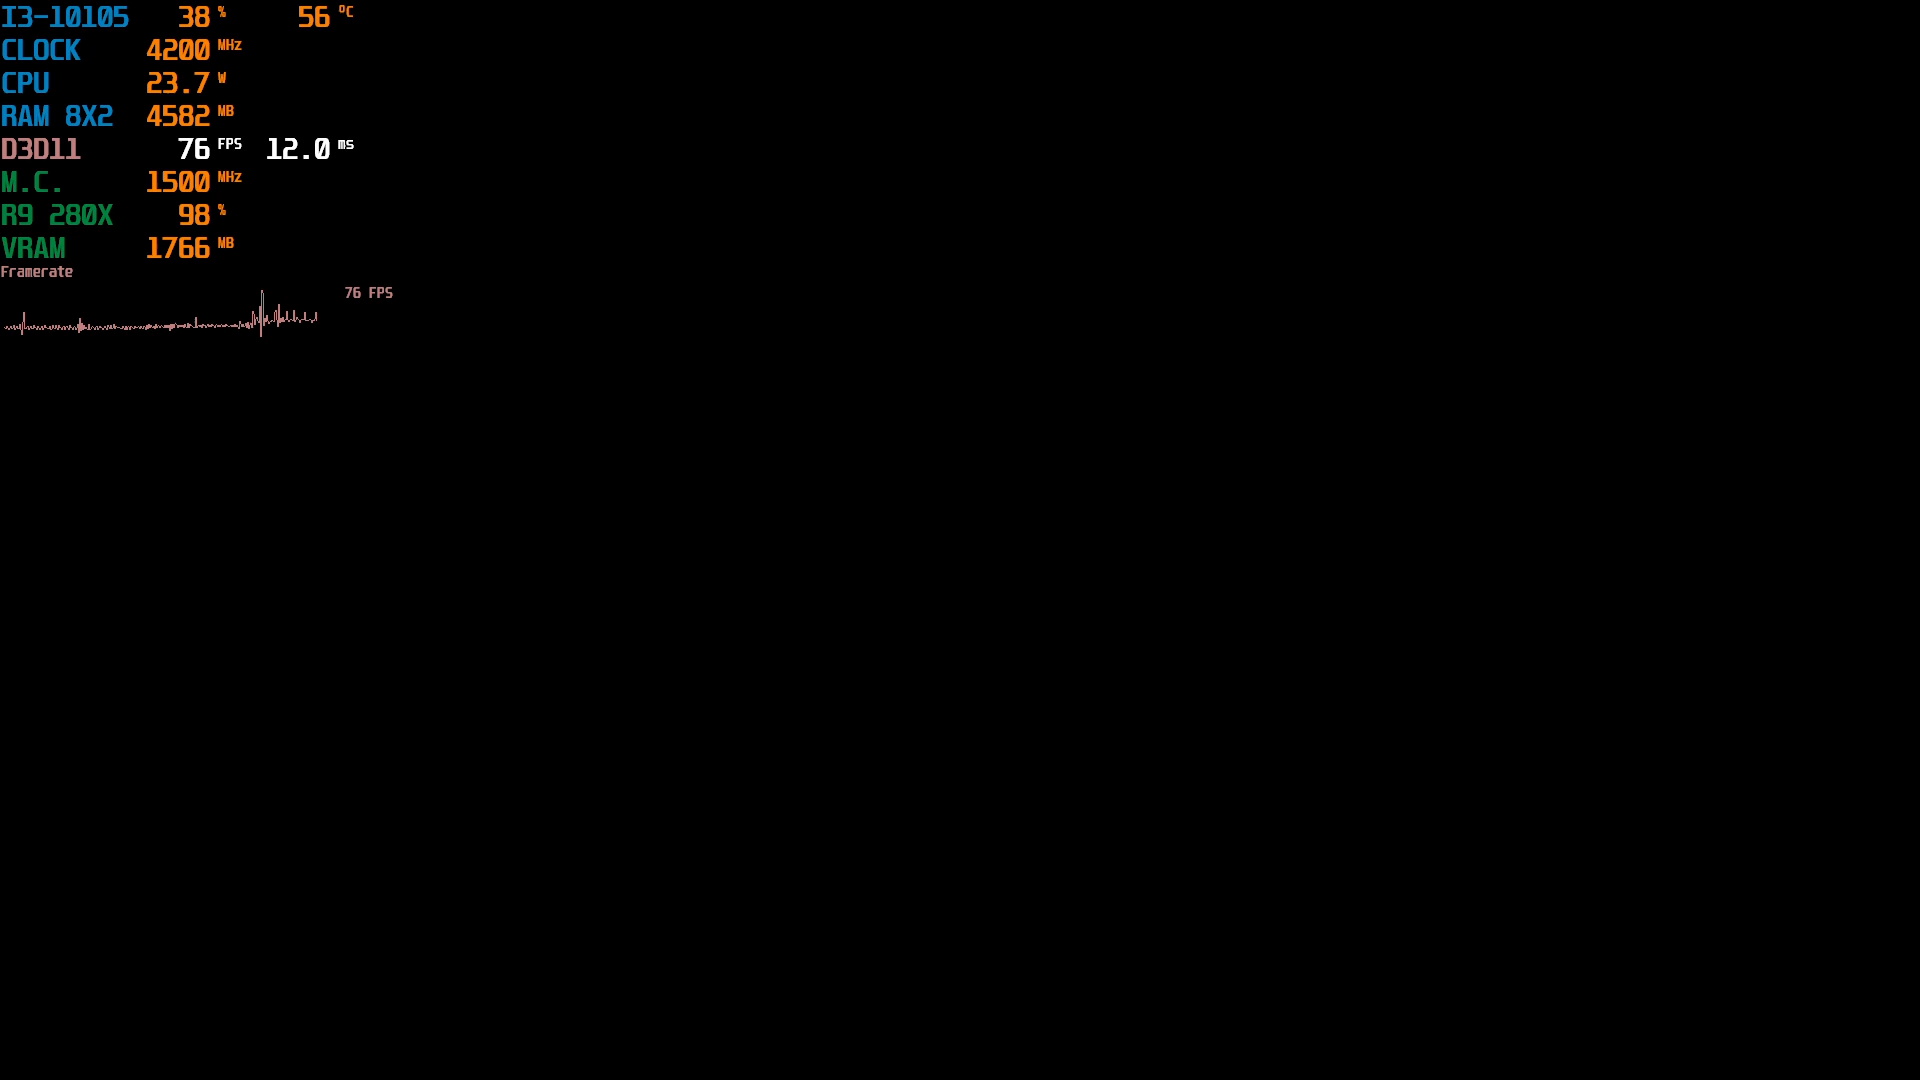 I3-10105 38 % 56 °C
CLOCK 4200 MHz
CPU 23.7 W
RAM 8X2 4582 MB
D3D11 76 FPS 12.0 ms
M.C. 1500 MHz
R9 280X 98 %
VRAM 1766 MB
Framerate
76 FPS